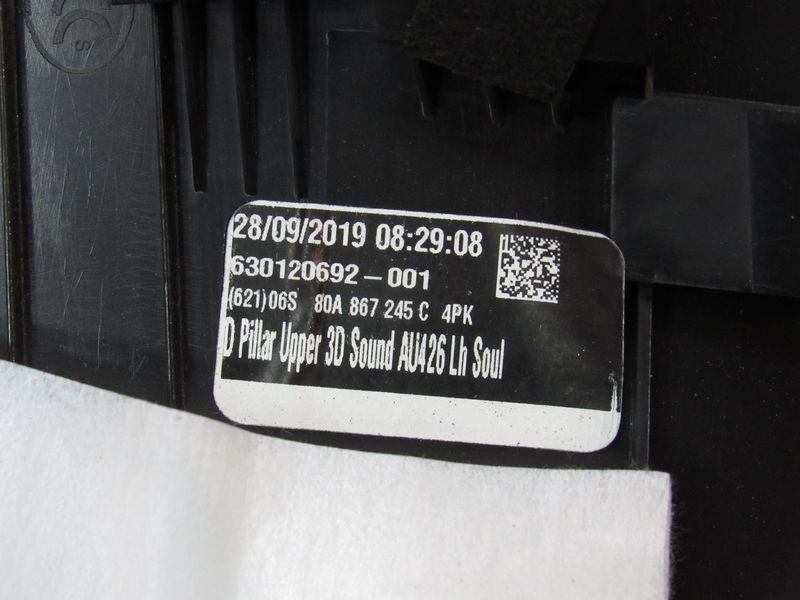 28/09/2019 08:29:08
630120692-001
(621)06S 80A 867 245 C 4PK
D Pillar Upper 3D Sound AU426 Lh Soul